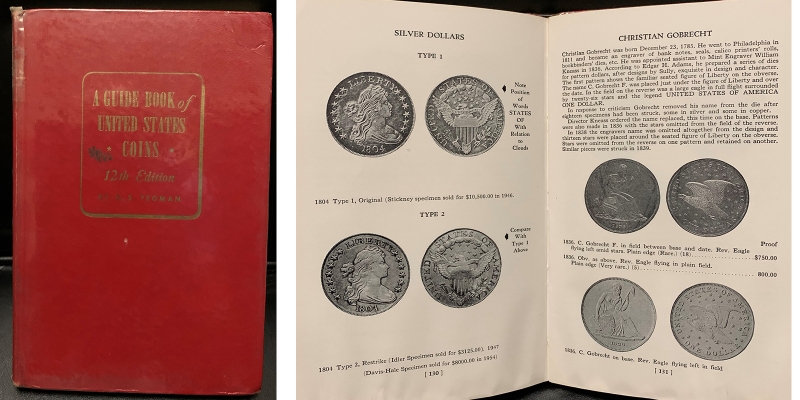 A GUIDE BOOK of
UNITED STATES
COINS
12th Edition
YEOMAN
SILVER DOLLARS
TYPE 1
LIBERTY
1804
Note
Position
of
Words
STATES
OF
With
Relation
to
Clouds
1804 Type 1, Original (Stickney specimen sold for $10,500.00 in 1946.
TYPE 2
LIBERTY
1804
Compare
With
Type 1
Above
1804 Type 2, Restrike (Idler Specimen sold for $3125.00). 1947
(Davis-Hale Specimen sold for $8000.00 in 1954)
[ 130 ]
CHRISTIAN GOBRECHT
Christian Gobrecht was born December 23, 1785. He went to Philadelphia in
1811 and became an engraver of bank notes, seals, calico printers' rolls,
bookbinders' dies, etc. He was appointed assistant to Mint Engraver William
Kneass in 1836. According to Edgar H. Adams, he prepared a series of dies
for pattern dollars, after designs by Sully, exquisite in design and character.
The first pattern shows the familiar seated figure of Liberty on the obverse.
The name C. Gobrecht F. was placed just under the figure of Liberty and over
the date. In the field on the reverse was a large eagle in full flight surrounded
by twenty-six stars and the legend UNITED STATES OF AMERICA
ONE DOLLAR.
In response to criticism Gobrecht removed his name from the die after
eighteen specimens had been struck, some in silver and some in copper.
Director Kneass ordered the name replaced, this time on the base. Patterns
were also made in 1836 with the stars omitted from the field of the reverse.
In 1838 the engravers name was omitted altogether from the design and
thirteen stars were placed around the seated figure of Liberty on the obverse.
Stars were omitted from the reverse on one pattern and retained on another.
Similar pieces were struck in 1839.
Proof
1836. C. Gobrecht F. in field between base and date. Rev. Eagle
flying left amid stars. Plain edge (Rare.) (18) $750.00
1836. Obv. as above. Rev. Eagle flying in plain field.
Plain edge (Very rare.) (5) 800.00
1836. C. Gobrecht on base. Rev. Eagle flying left in field
[ 131 ]